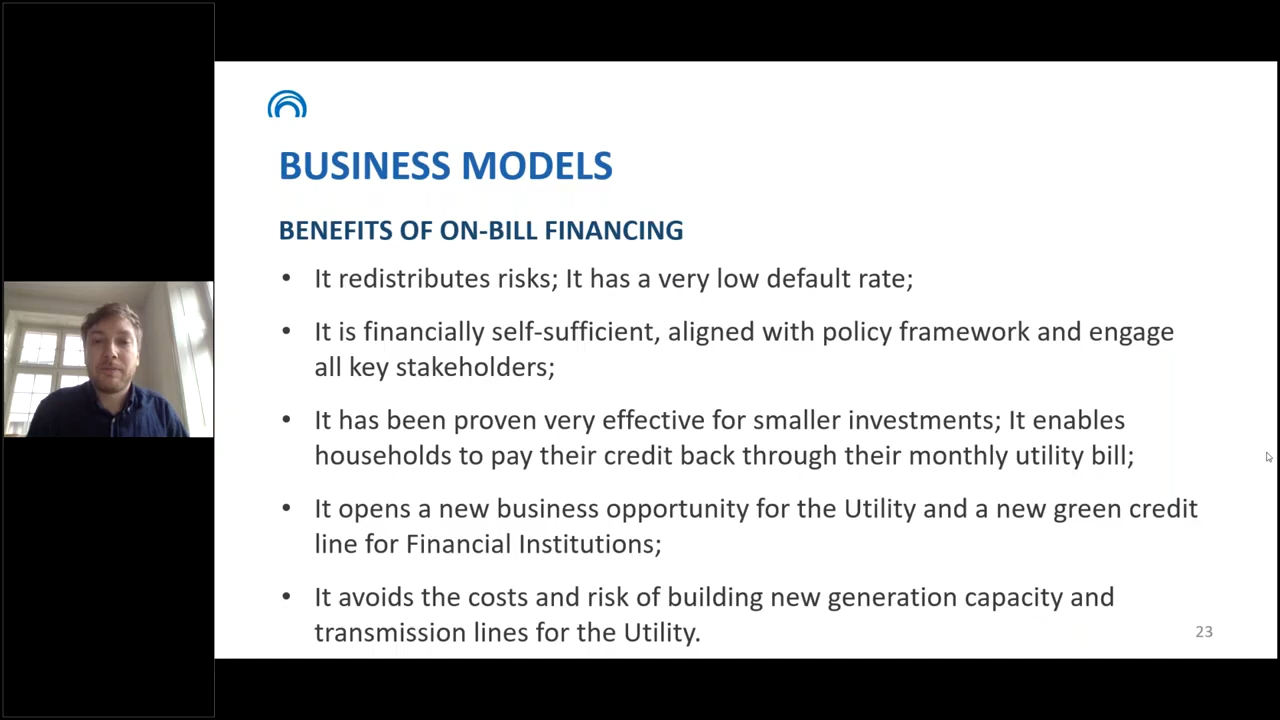 BUSINESS MODELS
BENEFITS OF ON-BILL FINANCING
• It redistributes risks; It has a very low default rate;
• It is financially self-sufficient, aligned with policy framework and engage
all key stakeholders;
• It has been proven very effective for smaller investments; It enables
households to pay their credit back through their monthly utility bill;
• It opens a new business opportunity for the Utility and a new green credit
line for Financial Institutions;
• It avoids the costs and risk of building new generation capacity and
transmission lines for the Utility.
23